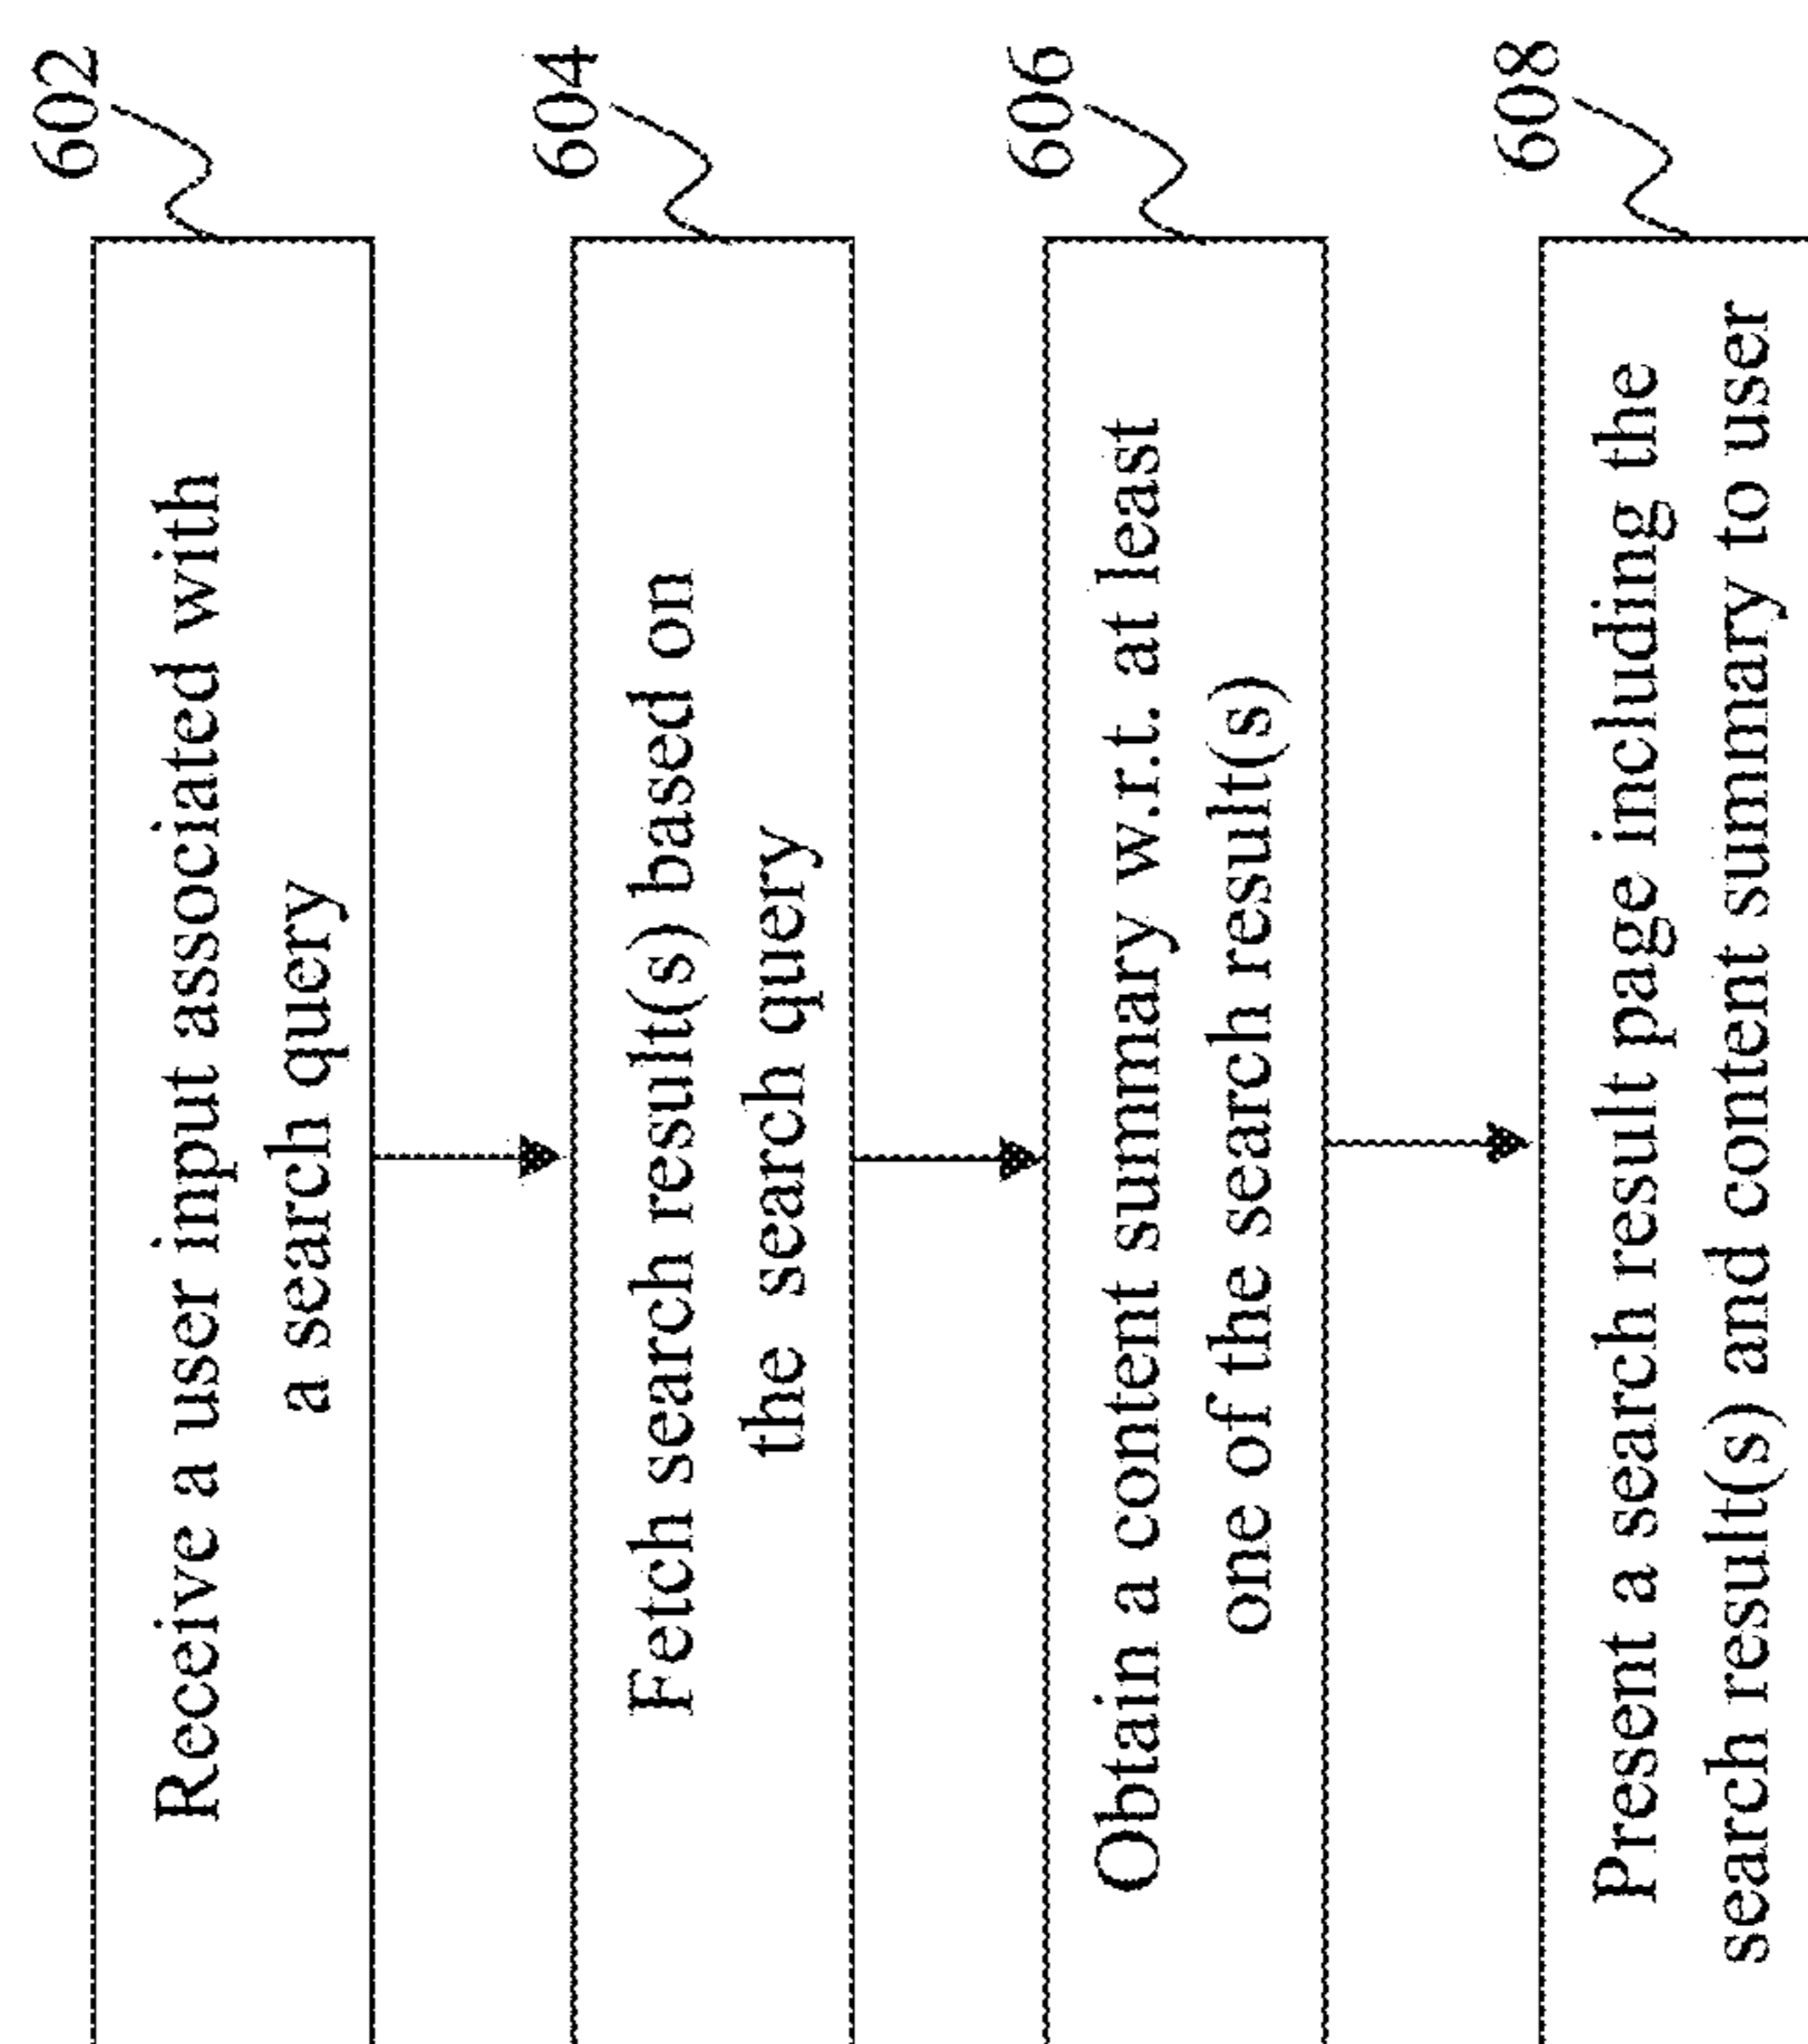 602
Receive a user input associated with
a search query
604
Fetch search result(s) based on
the search query
606
Obtain a content summary w.r.t. at least
one of the search result(s)
608
Present a search result page including the
search result(s) and content summary to user